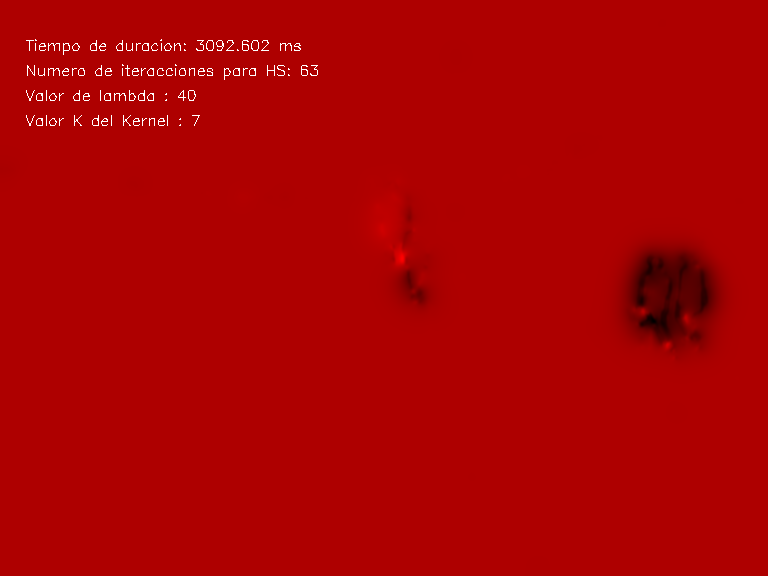 Tiempo de duracion: 3092.602 ms
Numero de iteracciones para HS: 63
Valor de lambda : 40
Valor K del Kernel : 7